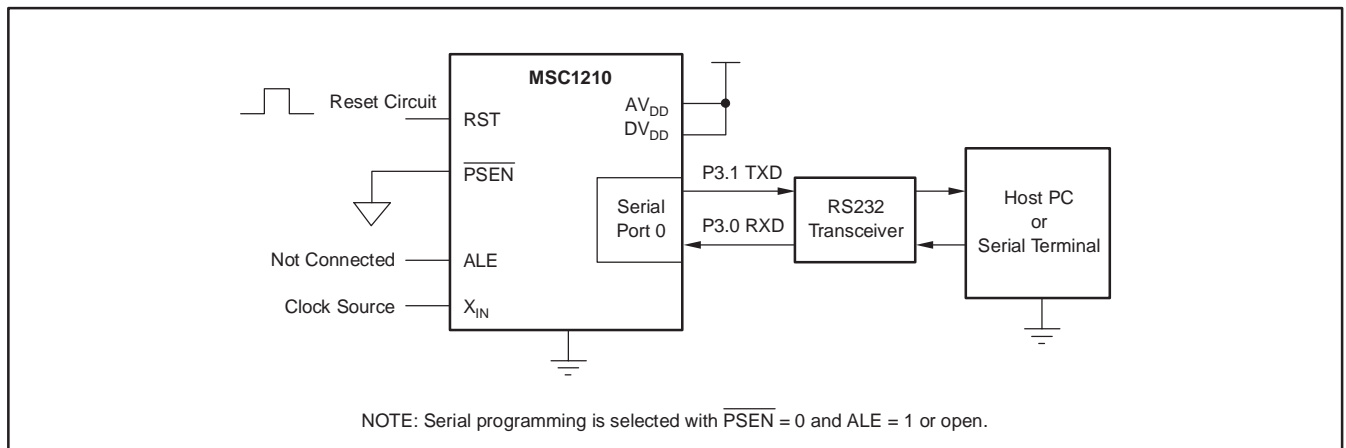 MSC1210
Reset Circuit
RST
AVDD
DVDD
PSEN
P3.1 TXD
Serial
Port 0
P3.0 RXD
RS232
Transceiver
Host PC
or
Serial Terminal
Not Connected
ALE
Clock Source
XIN
NOTE: Serial programming is selected with PSEN = 0 and ALE = 1 or open.